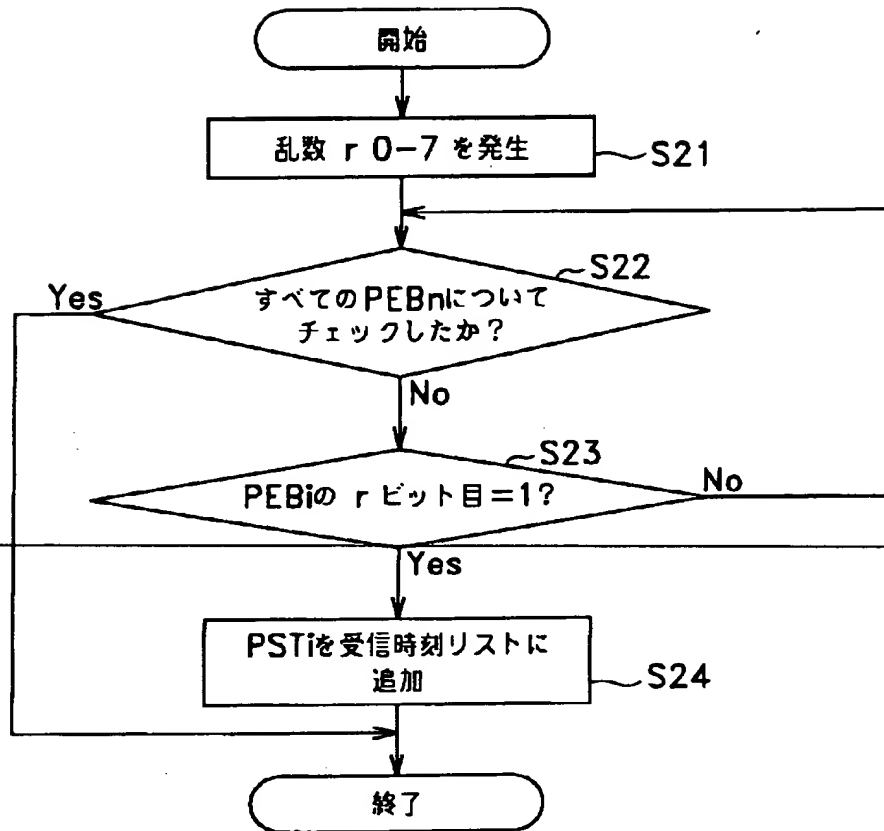 開始
乱数 r 0-7 を発生
S21
S22
Yes
すべてのPEBnについて
チェックしたか？
No
S23
PEBiの r ビット目=1?
No
Yes
PSTiを受信時刻リストに
追加
S24
終了